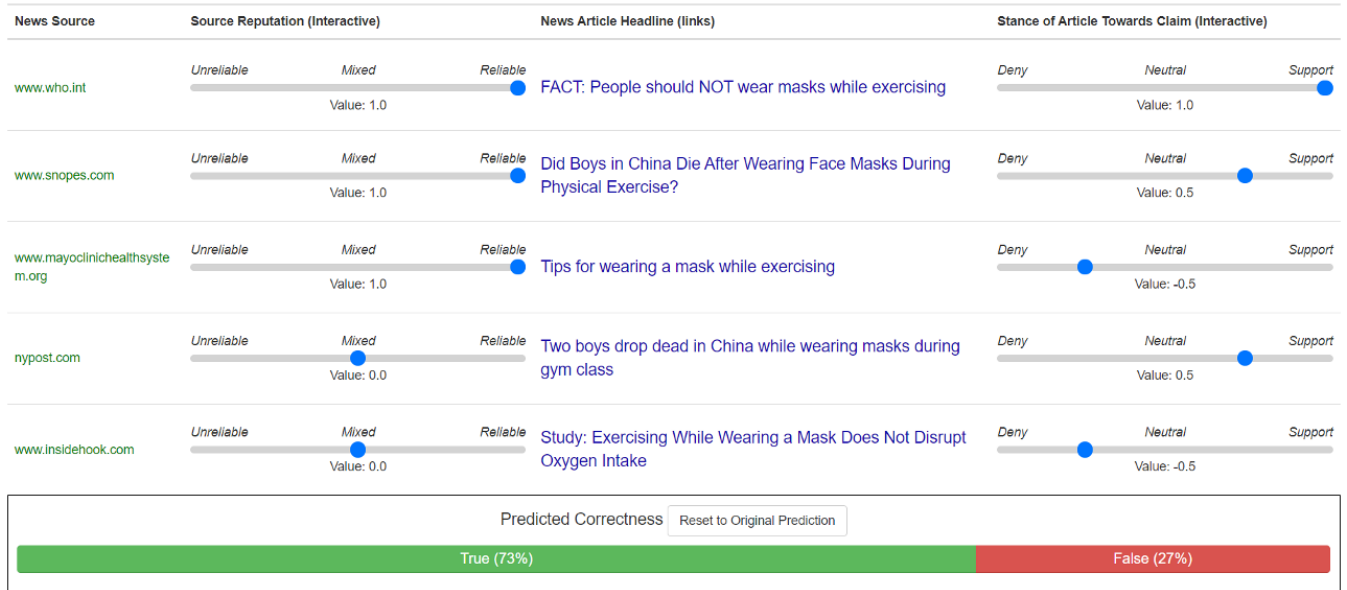 News Source Source Reputation (Interactive) News Article Headline (links) Stance of Article Towards Claim (Interactive)
Unreliable Mixed Reliable Deny Neutral Support
www.who.int FACT: People should NOT wear masks while exercising
Value: 1.0 Value: 1.0
Unreliable Mixed Reliable Deny Neutral Support
www.snopes.com Did Boys in China Die After Wearing Face Masks During
Physical Exercise?
Value: 1.0 Value: 0.5
Unreliable Mixed Reliable Deny Neutral Support
www.mayoclinichealthsyste
m.org Tips for wearing a mask while exercising
Value: 1.0 Value: -0.5
Unreliable Mixed Reliable Deny Neutral Support
nypost.com Two boys drop dead in China while wearing masks during
gym class
Value: 0.0 Value: 0.5
Unreliable Mixed Reliable Deny Neutral Support
www.insidehook.com Study: Exercising While Wearing a Mask Does Not Disrupt
Oxygen Intake
Value: 0.0 Value: -0.5
Predicted Correctness Reset to Original Prediction
True (73%) False (27%)